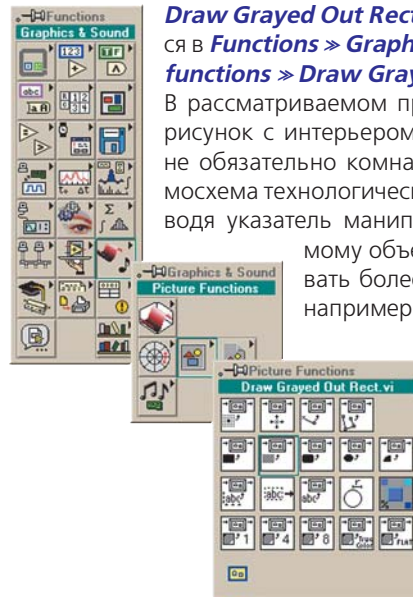 Functions
Graphics & Sound
Draw Grayed Out Rect
ся в Functions » Graph
functions » Draw Gray
В рассматриваемом пр
рисунок с интерьером
не обязательно комна
мосхема технологичес
водя указатель манип
мому объе
вать более
например
Graphics & Sound
Picture Functions
Picture Functions
Draw Grayed Out Rect.vi